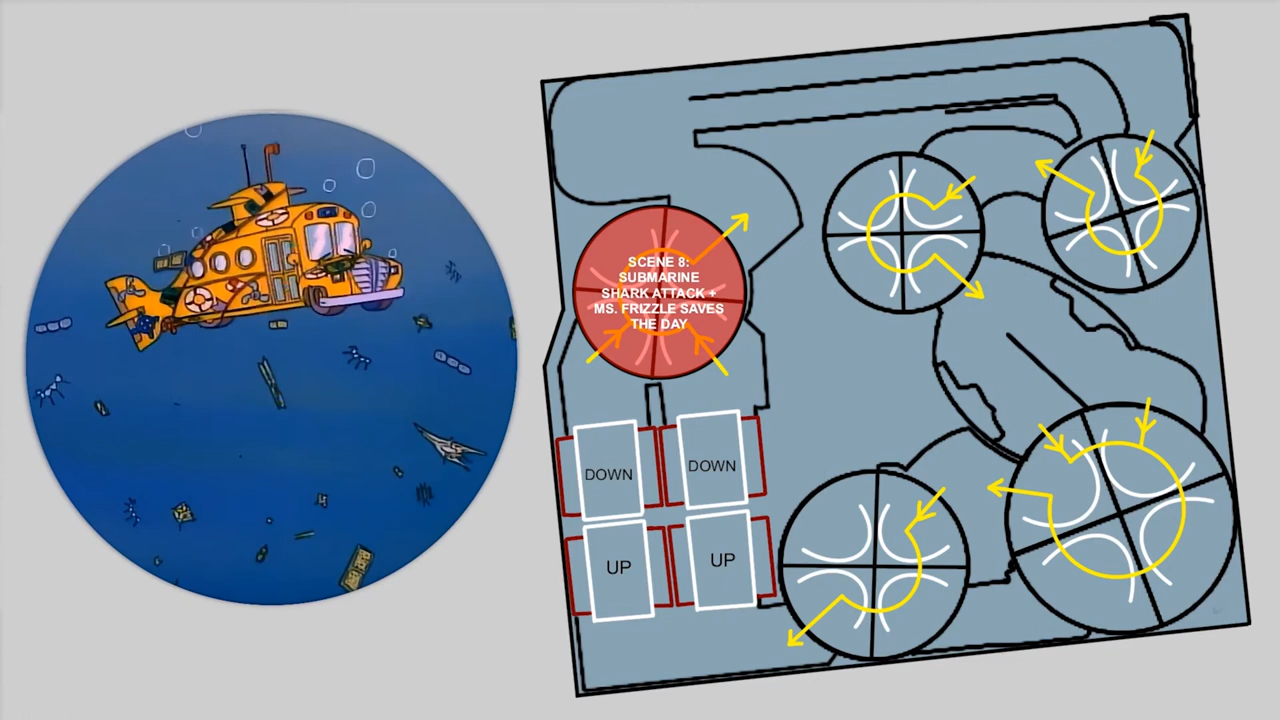 SCENE 8:
SUBMARINE
SHARK ATTACK +
MS. FRIZZLE SAVES
THE DAY
DOWN
DOWN
UP
UP